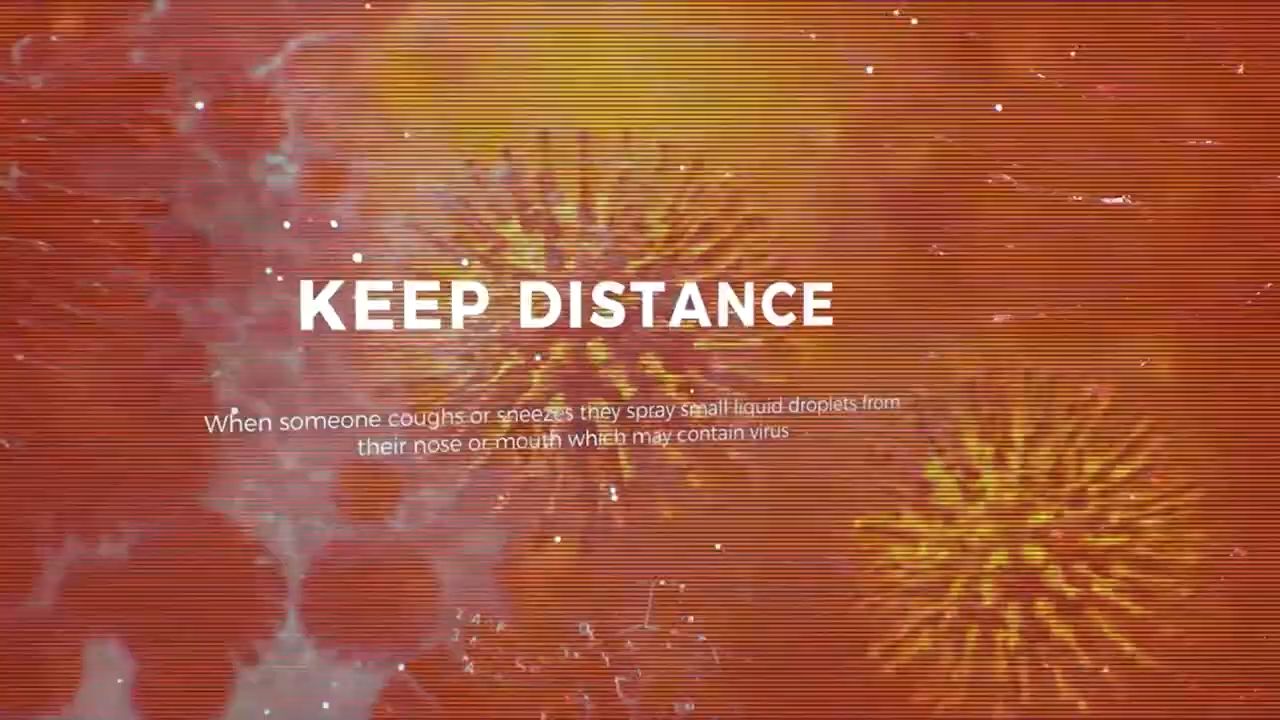 KEEP DISTANCE
When someone coughs or sneezes they spray small liquid droplets from
their nose or mouth which may contain virus